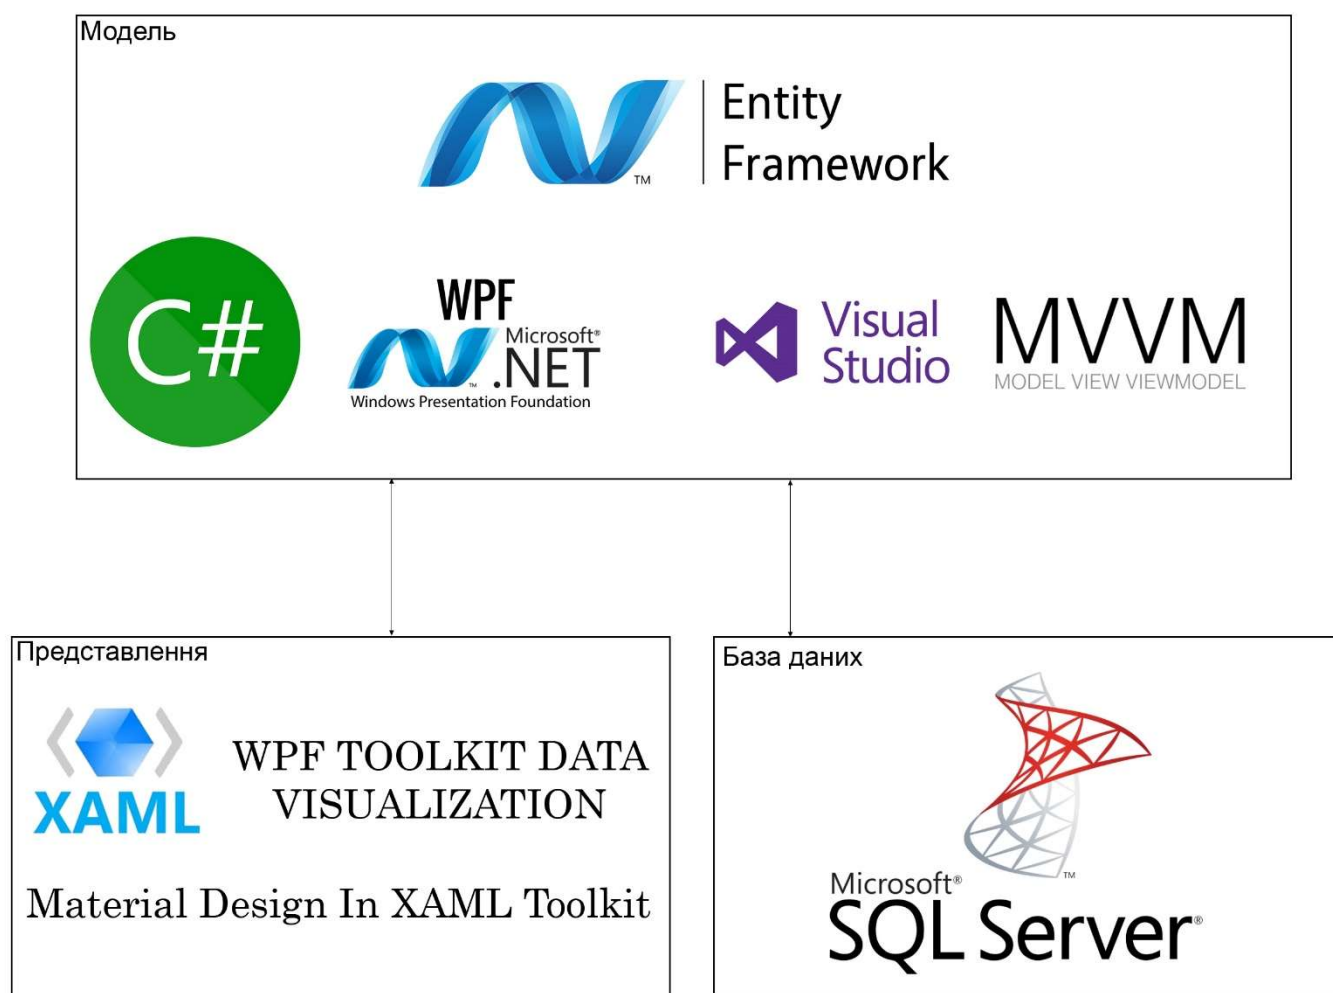 Модель
Entity
Framework
TM
C#
WPF
Microsoft®
.NET
TM
Windows Presentation Foundation
Visual
Studio
MVVM
MODEL VIEW VIEWMODEL
Представлення
XAML
WPF TOOLKIT DATA
VISUALIZATION
Material Design In XAML Toolkit
База даних
TM
Microsoft®
SQL Server®